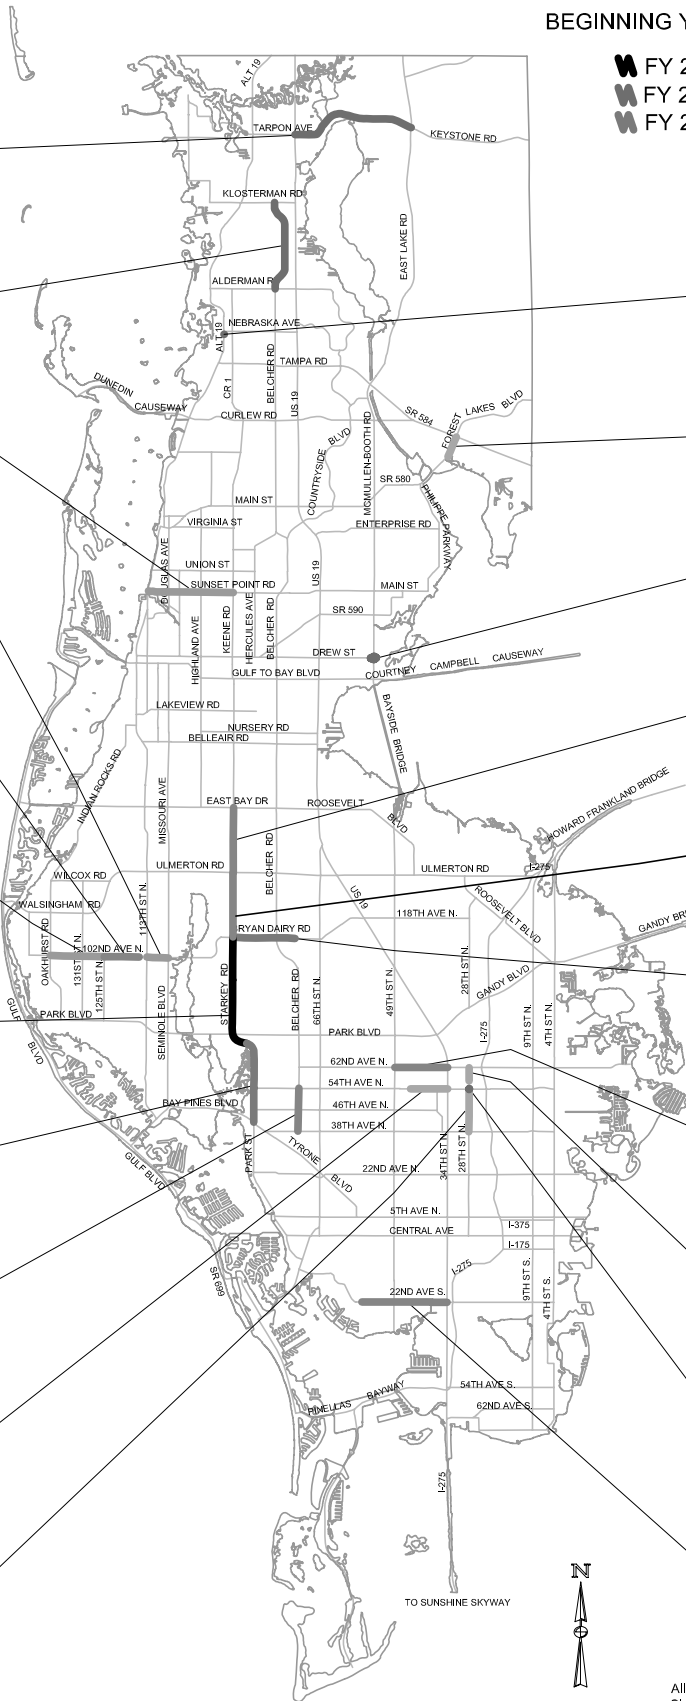 BEGINNING Y
FY 2
FY 2
FY 2
ALT 19
TARPON AVE
KEYSTONE RD
KLOSTERMAN RD
EAST LAKE RD
ALDERMAN R
NEBRASKA AVE
ALT 19
TAMPA RD
BELCHER RD
CR 1
US 19
DUNEDIN
CAUSEWAY
CURLEW RD
SR 584
FOREST
LAKES BLVD
COUNTRYSIDE
BLVD
MCMULLEN-BOOTH RD
SR 580
PHILIPPE PARKWAY
MAIN ST
VIRGINIA ST
ENTERPRISE RD
DOUGLAS AVE
UNION ST
US 19
SUNSET POINT RD
MAIN ST
SR 590
KEENE RD
HERCULES AVE
BELCHER RD
HIGHLAND AVE
DREW ST
GULF TO BAY BLVD
COURTNEY CAMPBELL CAUSEWAY
LAKEVIEW RD
NURSERY RD
BELLEAIR RD
BAYSIDE BRIDGE
INDIAN ROCKS RD
MISSOURI AVE
EAST BAY DR
ROOSEVELT
BLVD
HOWARD FRANKLAND BRIDGE
BELCHER RD
ULMERTON RD
ULMERTON RD
I-275
WILCOX RD
US 19
ROOSEVELT BLVD
WALSINGHAM RD
113TH ST N.
118TH AVE N.
GANDY BR
OAKHURST RD
131ST ST N.
125TH ST N.
102ND AVE N.
RYAN DAIRY RD
28TH ST N.
GANDY BLVD
STARKEY RD
BELCHER RD
66TH ST N.
49TH ST N.
SEMINOLE BLVD
GULF
BLVD
PARK BLVD
PARK BLVD
I-275
9TH ST N.
4TH ST N.
62ND AVE N.
54TH AVE N.
46TH AVE N.
38TH AVE N.
BAY PINES BLVD
PARK ST
TYRONE
BLVD
34TH ST N.
28TH ST N.
22ND AVE N.
GULF BLVD
5TH AVE N.
CENTRAL AVE
I-375
I-175
SR 699
I-275
9TH ST S.
4TH ST S.
22ND AVE S.
54TH AVE S.
PINELLAS BAYWAY
62ND AVE S.
I-275
N
TO SUNSHINE SKYWAY
All